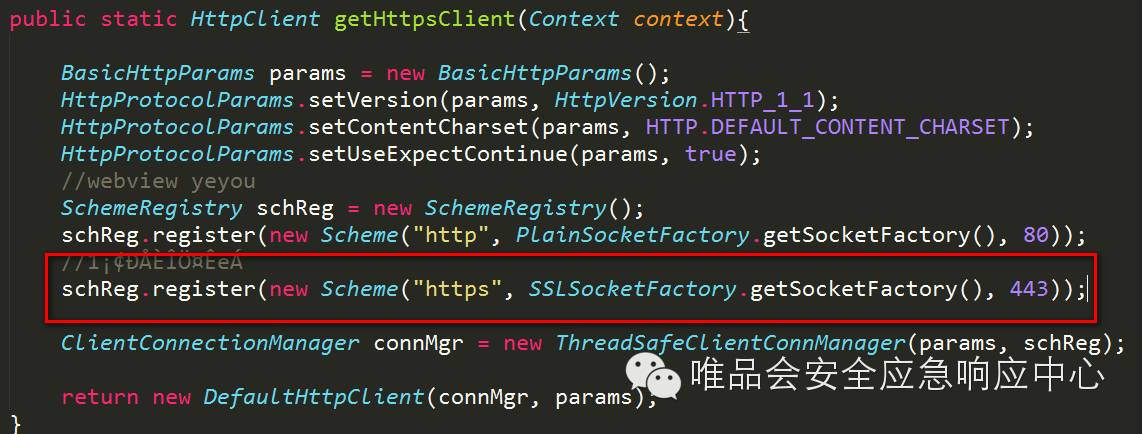 public static HttpClient getHttpsClient(Context context){
BasicHttpParams params = new BasicHttpParams();
HttpProtocolParams.setVersion(params, HttpVersion.HTTP_1_1);
HttpProtocolParams.setContentCharset(params, HTTP.DEFAULT_CONTENT_CHARSET);
HttpProtocolParams.setUseExpectContinue(params, true);
//webview yeyou
SchemeRegistry schReg = new SchemeRegistry();
schReg.register(new Scheme("http", PlainSocketFactory.getSocketFactory(), 80));
schReg.register(new Scheme("https", SSLSocketFactory.getSocketFactory(), 443));
ClientConnectionManager connMgr = new ThreadSafeClientConnManager(params, schReg);
唯品会安全应急响应中心
return new DefaultHttpClient(connMgr, params);
}